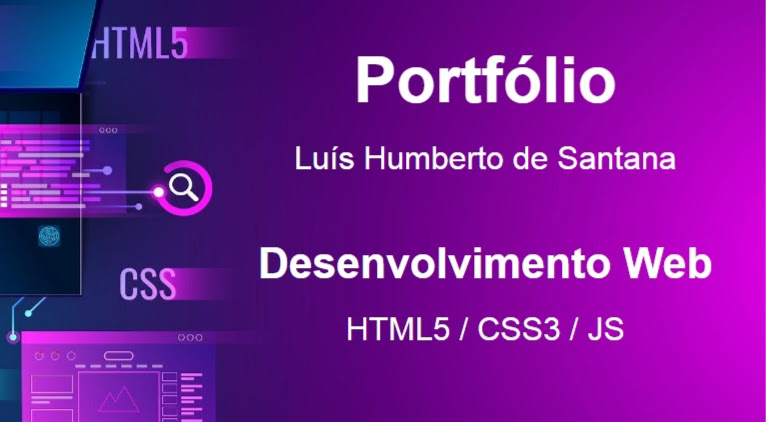 HTML5
Portfólio
Luís Humberto de Santana
CSS
Desenvolvimento Web
HTML5 / CSS3 / JS